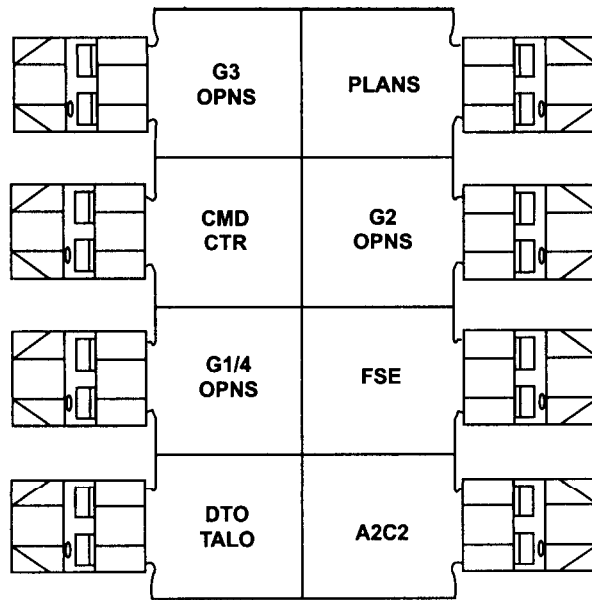 G3
OPNS
PLANS
CMD
CTR
G2
OPNS
G1/4
OPNS
FSE
DTO
TALO
A2C2